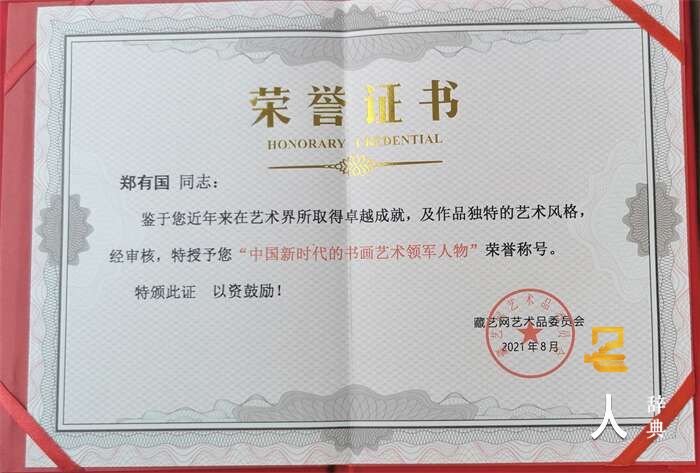 荣誉证书
HONORARY CREDENTIAL
郑有国 同志：
鉴于您近年来在艺术界所取得卓越成就，及作品独特的艺术风格，
经审核，特授予您“中国新时代的书画艺术领军人物”荣誉称号。
特颁此证 以资鼓励！
藏艺网艺术品委员会
2021年8月
名
人
辞典